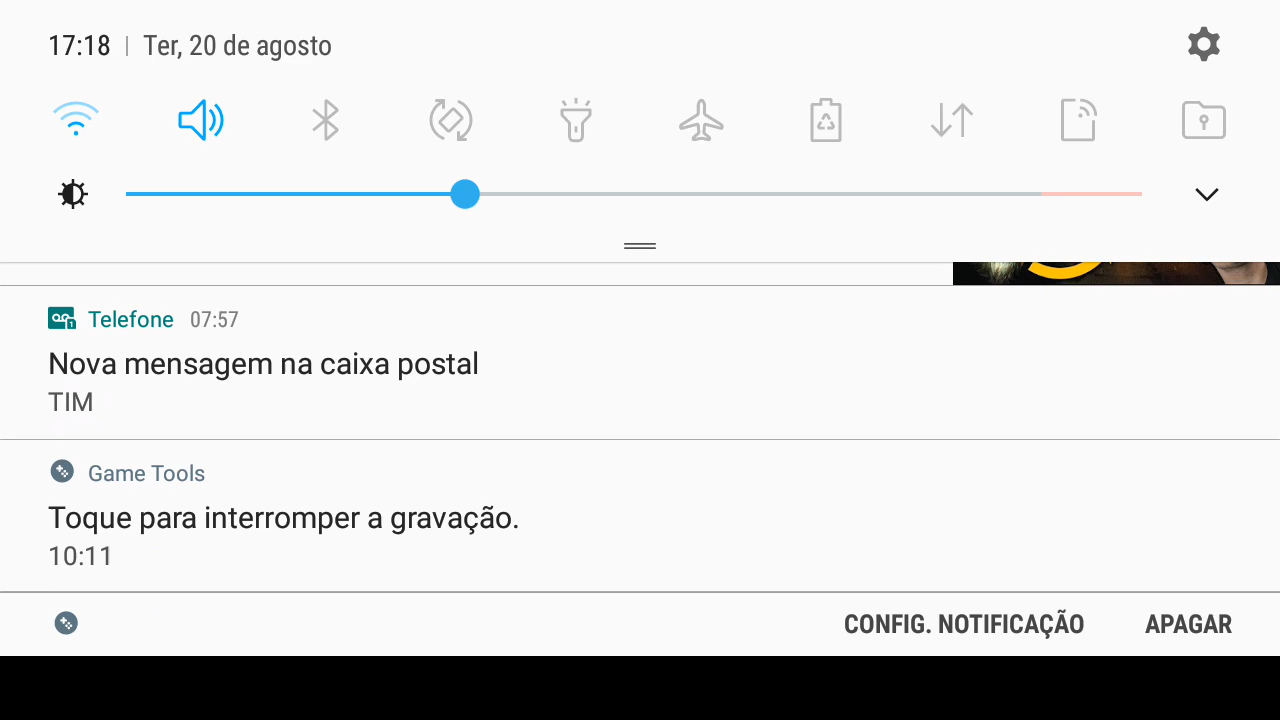 17:18 | Ter, 20 de agosto
Telefone 07:57
Nova mensagem na caixa postal
TIM
Game Tools
Toque para interromper a gravação.
10:11
CONFIG. NOTIFICAÇÃO APAGAR